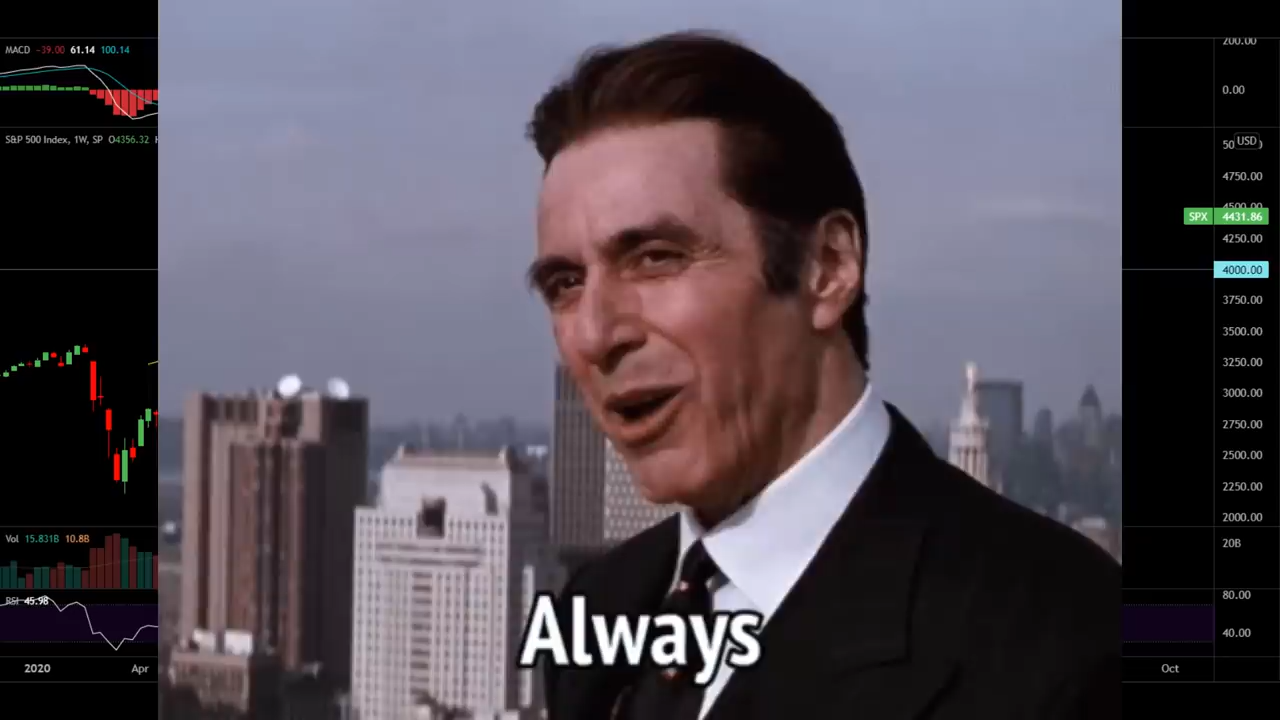 MACD -39.00 61.14 100.14
S&P 500 Index, 1W, SP O4356.32
Vol 15.831B 10.8B
RSI 45.98
2020 Apr
Always
200.00
0.00
USD
4750.00
4500.00
SPX 4431.86
4250.00
4000.00
3750.00
3500.00
3250.00
3000.00
2750.00
2500.00
2250.00
2000.00
20B
80.00
40.00
Oct